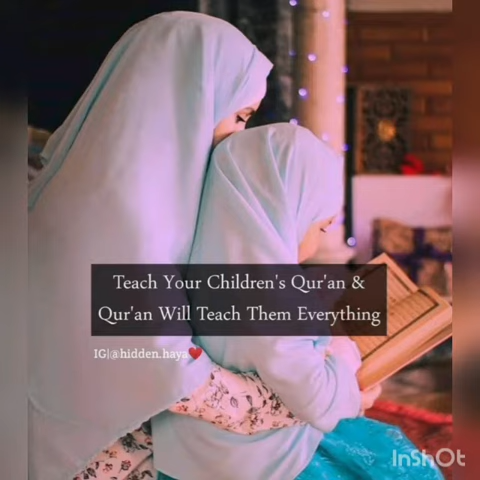 Teach Your Children's Qur'an &
Qur'an Will Teach Them Everything
IG|@hidden.haya❤️
InShOt